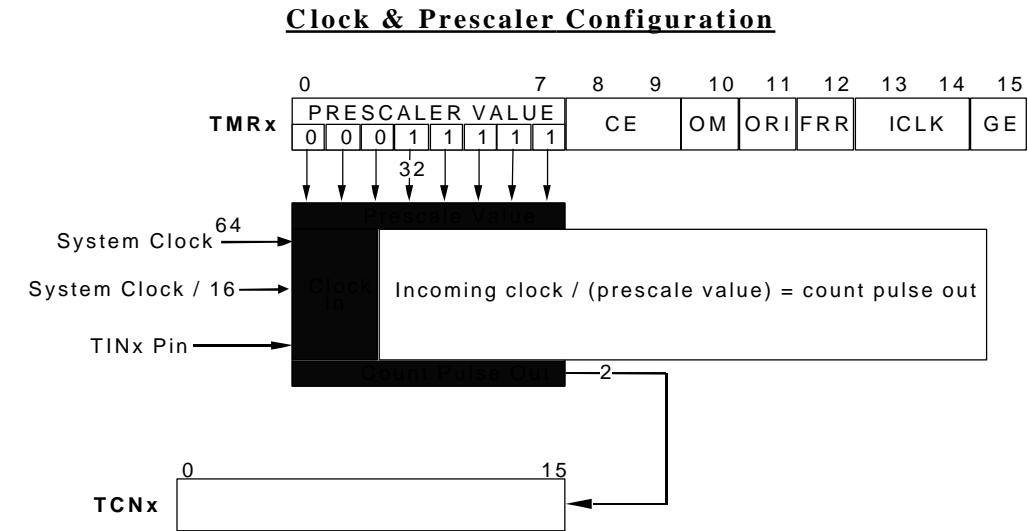 Clock & Prescaler Configuration
0 7 8 9 10 11 12 13 14 15
TMRx
PRESCALER VALUE
0 0 0 1 1 1 1 1
CE OM ORI FRR ICLK GE
32
Prescale Value
System Clock 64
System Clock / 16
TINx Pin
Clock
In
Incoming clock / (prescale value) = count pulse out
Count Pulse Out
2
0 15
TCNx